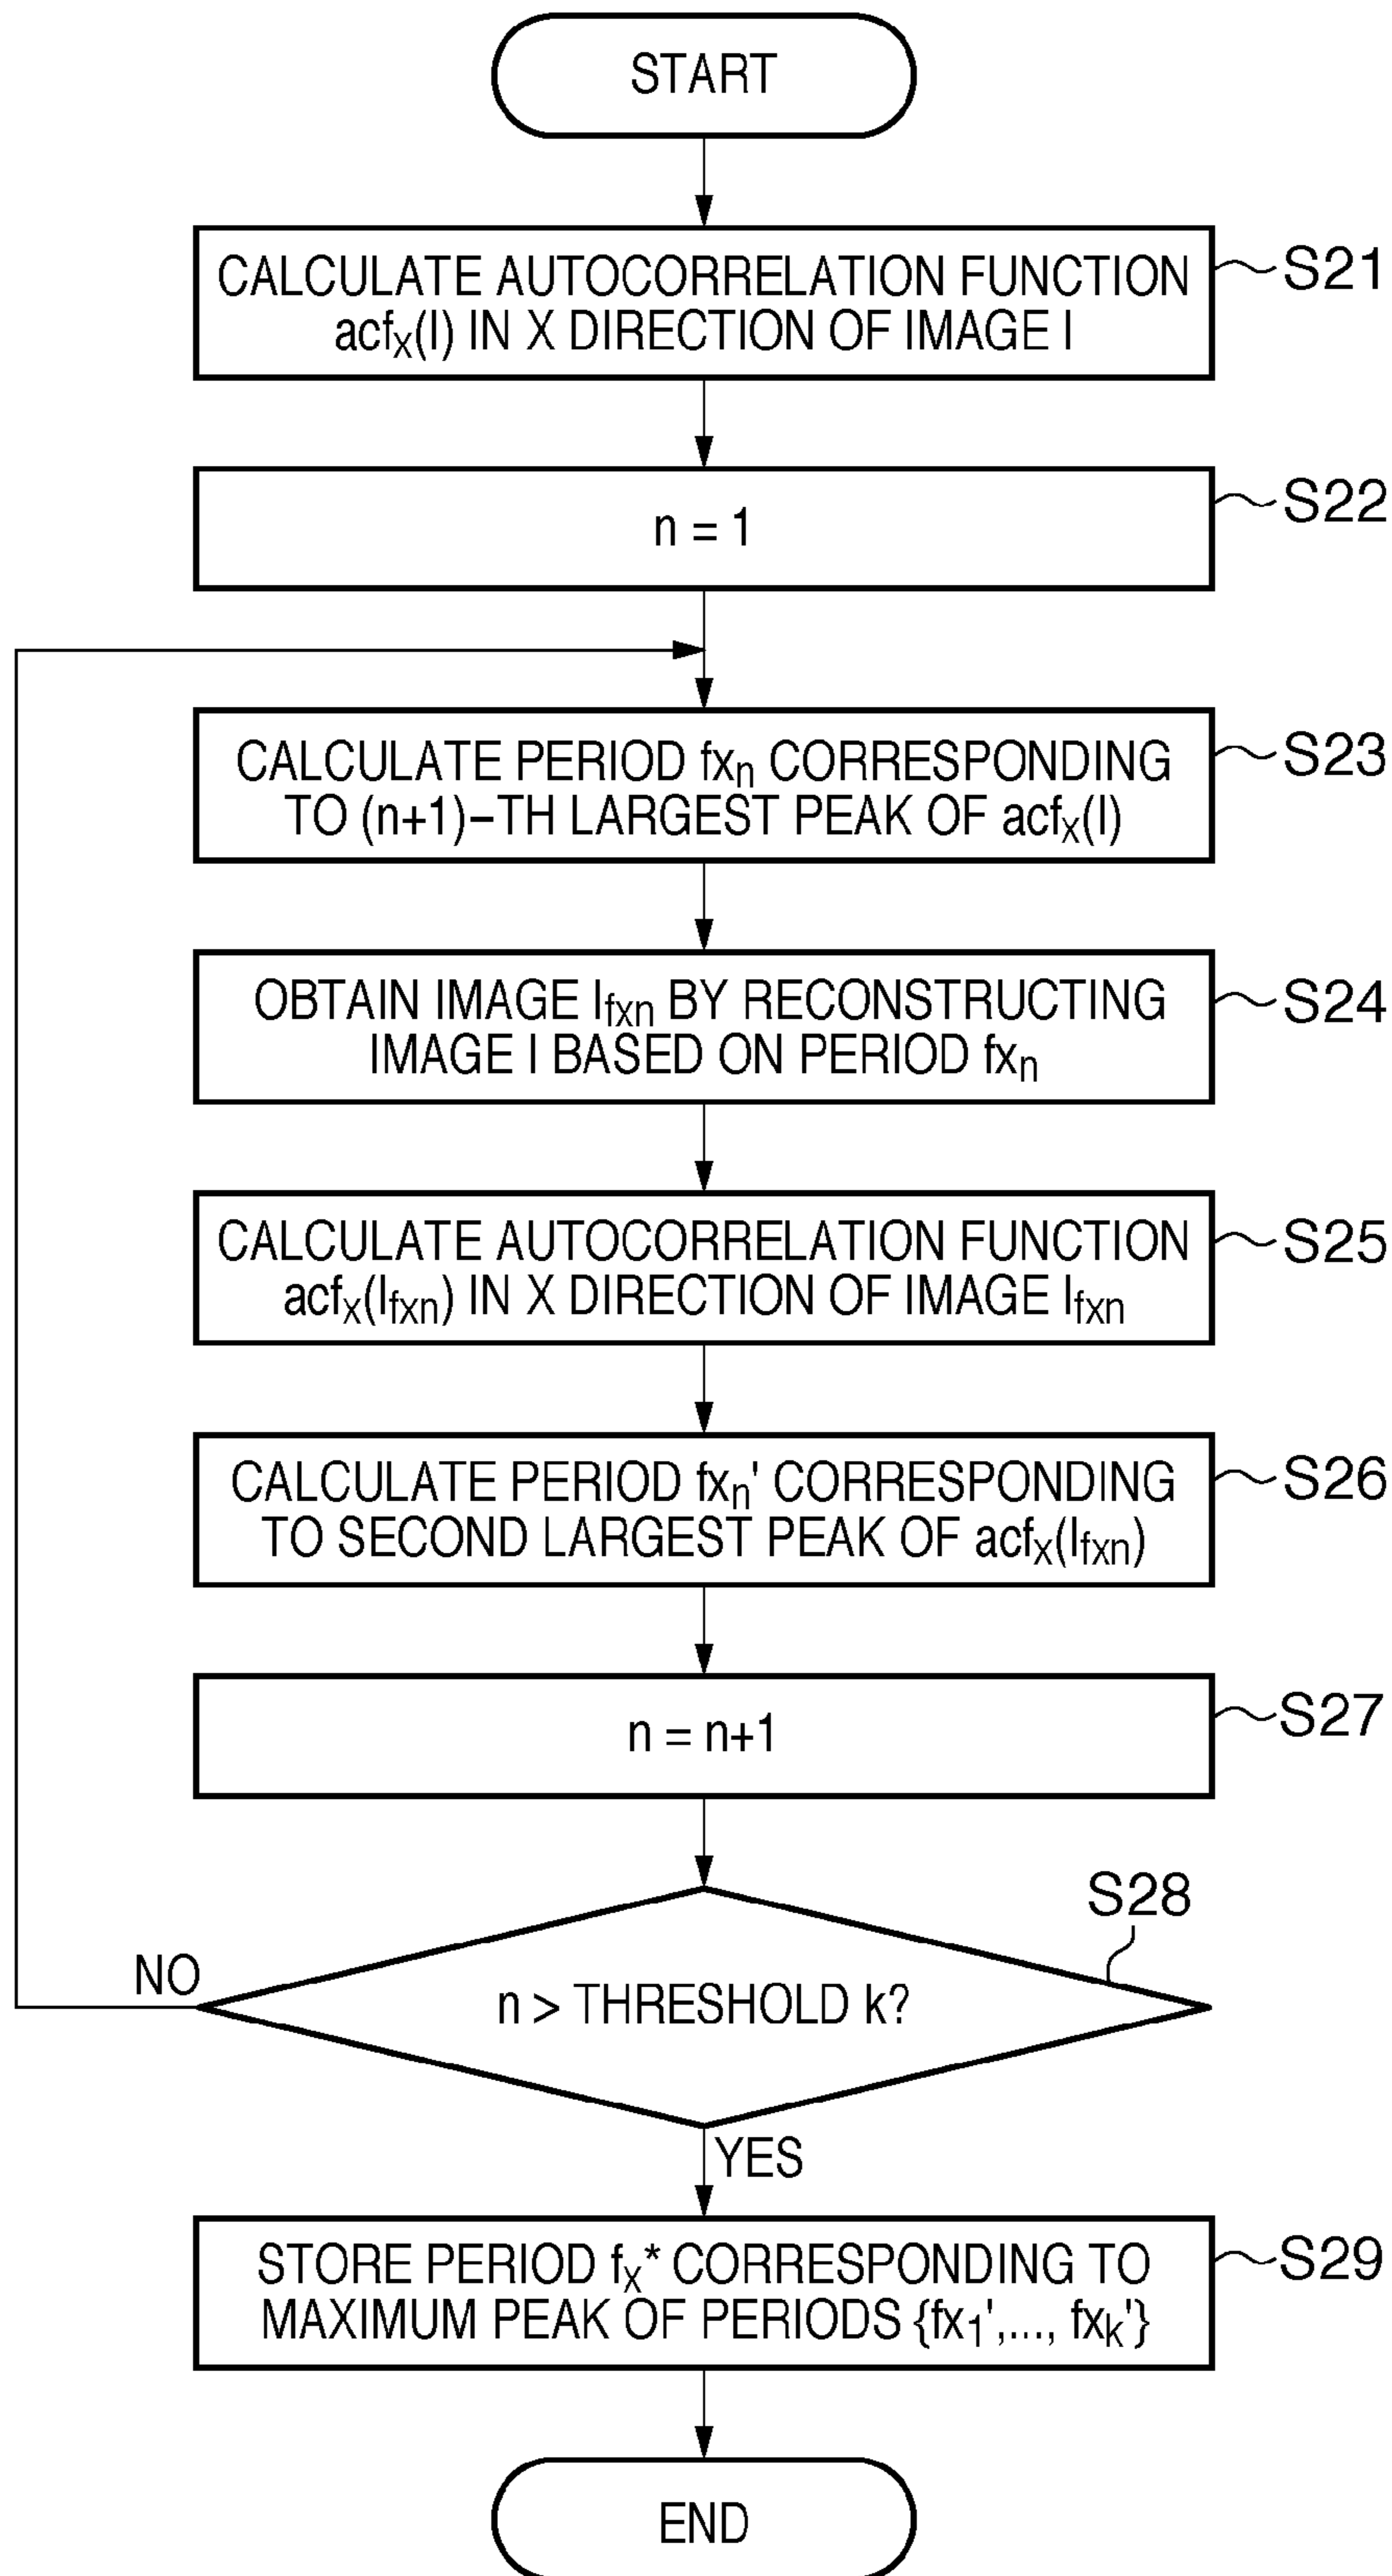 START
CALCULATE AUTOCORRELATION FUNCTION
acfx(I) IN X DIRECTION OF IMAGE I
S21
n = 1
S22
CALCULATE PERIOD fxn CORRESPONDING
TO (n+1)–TH LARGEST PEAK OF acfx(I)
S23
OBTAIN IMAGE Ifxn BY RECONSTRUCTING
IMAGE I BASED ON PERIOD fxn
S24
CALCULATE AUTOCORRELATION FUNCTION
acfx(Ifxn) IN X DIRECTION OF IMAGE Ifxn
S25
CALCULATE PERIOD fxn' CORRESPONDING
TO SECOND LARGEST PEAK OF acfx(Ifxn)
S26
n = n+1
S27
S28
NO
n > THRESHOLD k?
YES
STORE PERIOD fx* CORRESPONDING TO
MAXIMUM PEAK OF PERIODS {fx1',..., fxk'}
S29
END